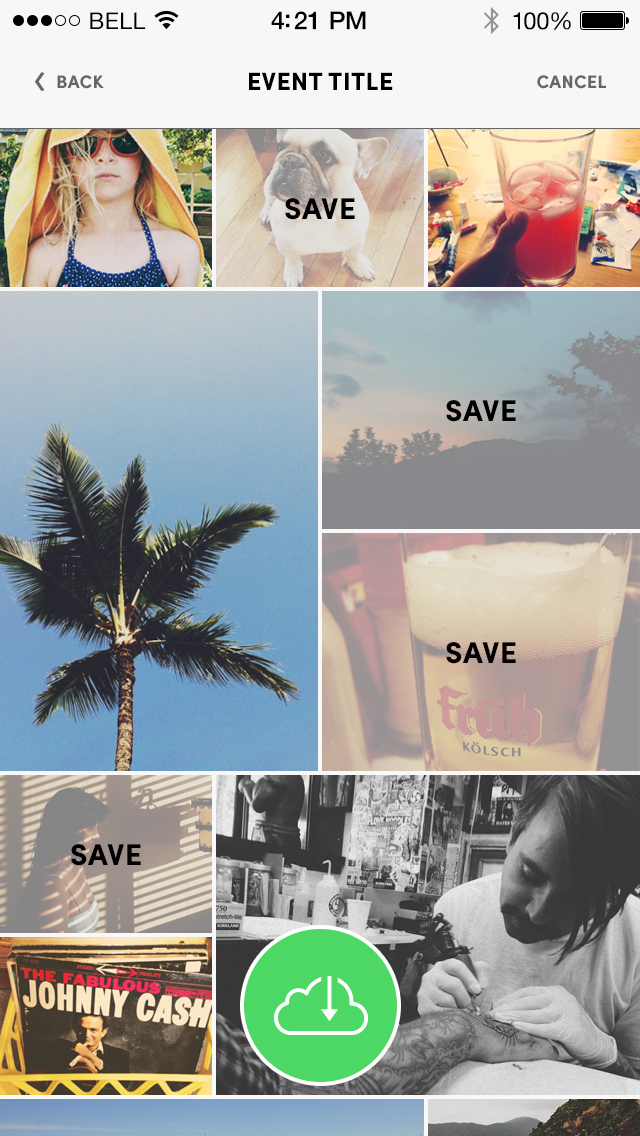 BELL 4:21 PM 100%
BACK EVENT TITLE CANCEL
SAVE
SAVE
SAVE
Früh
KÖLSCH
SAVE
THE FABULOUS
JOHNNY CASH